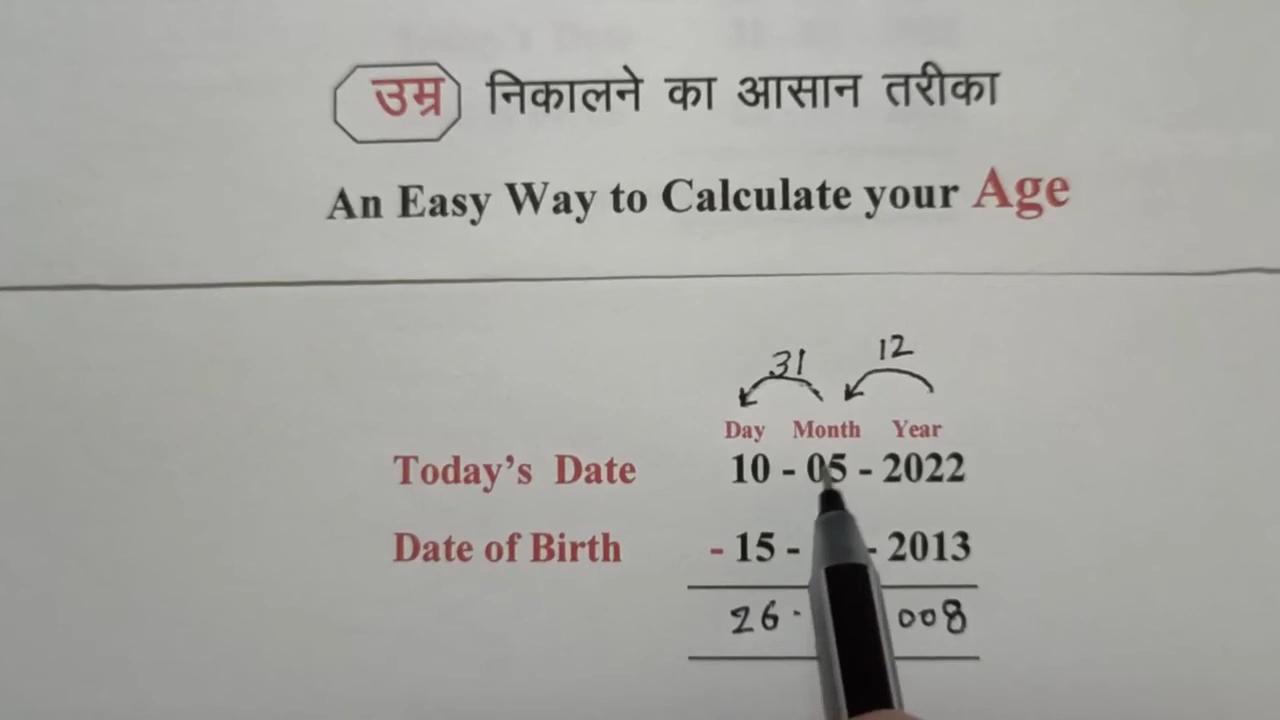 उम्र निकालने का आसान तरीका
An Easy Way to Calculate your Age
31 12
Day Month Year
Today's Date 10 - 05 - 2022
Date of Birth - 15 - - 2013
26 · 008